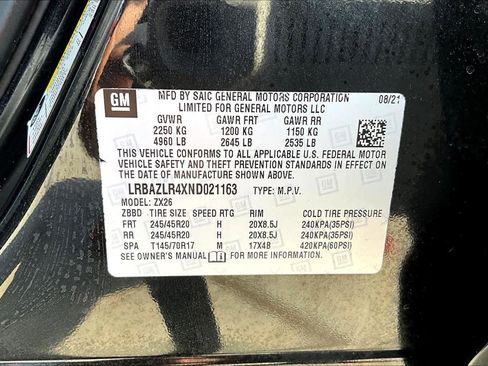 GM
MFD BY SAIC GENERAL MOTORS CORPORATION
LIMITED FOR GENERAL MOTORS LLC
08/21
GVWR GAWR FRT GAWR RR
2250 KG 1200 KG 1150 KG
4960 LB 2645 LB 2535 LB
THIS VEHICLE CONFORMS TO ALL APPLICABLE U.S. FEDERAL MOTOR
VEHICLE SAFETY AND THEFT PREVENTION STANDARDS IN EFFECT ON
THE DATE OF MANUFACTURE SHOWN ABOVE.
LRBAZLR4XND021163 TYPE: M.P.V.
MODEL: ZX26
ZBBD TIRE SIZE SPEED RTG RIM COLD TIRE PRESSURE
FRT 245/45R20 H 20X8.5J 240KPA(35PSI)
RR 245/45R20 H 20X8.5J 240KPA(35PSI)
SPA T145/70R17 M 17X4B 420KPA(60PSI)
SEE OWNER'S MANUAL FOR MORE INFORMATION